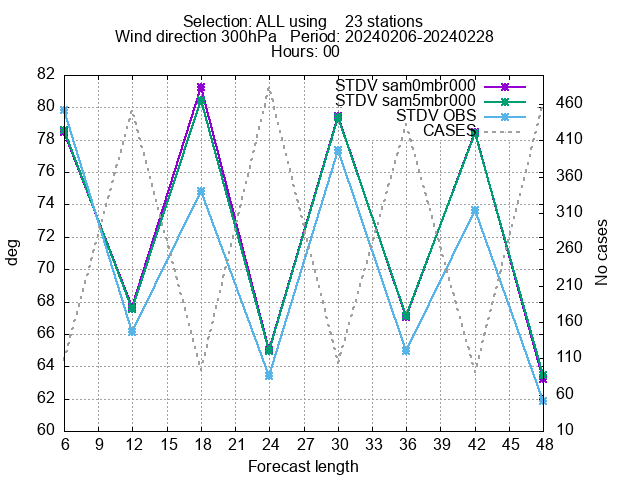 Selection: ALL using    23 stations
Wind direction 300hPa   Period: 20240206-20240228
Hours: 00
STDV sam0mbr000
STDV sam5mbr000
STDV OBS
CASES
82
80
78
76
74
72
70
68
66
64
62
60
deg
460
410
360
310
260
210
160
110
60
10
No cases
6 9 12 15 18 21 24 27 30 33 36 39 42 45 48
Forecast length